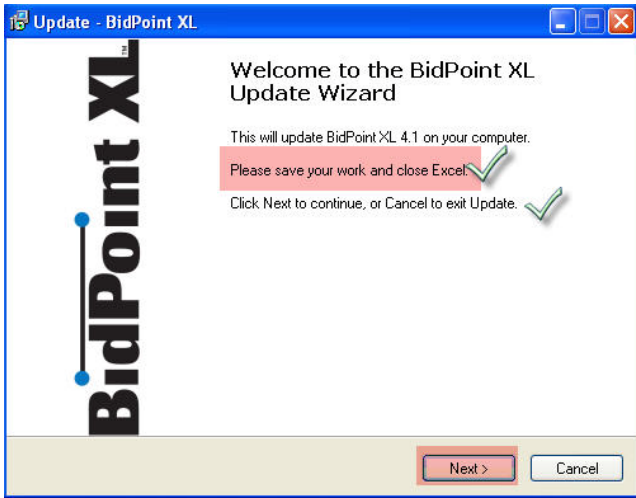 Update - BidPoint XL
BidPoint XL™
Welcome to the BidPoint XL
Update Wizard
This will update BidPoint XL 4.1 on your computer.
Please save your work and close Excel.
Click Next to continue, or Cancel to exit Update.
Next >
Cancel